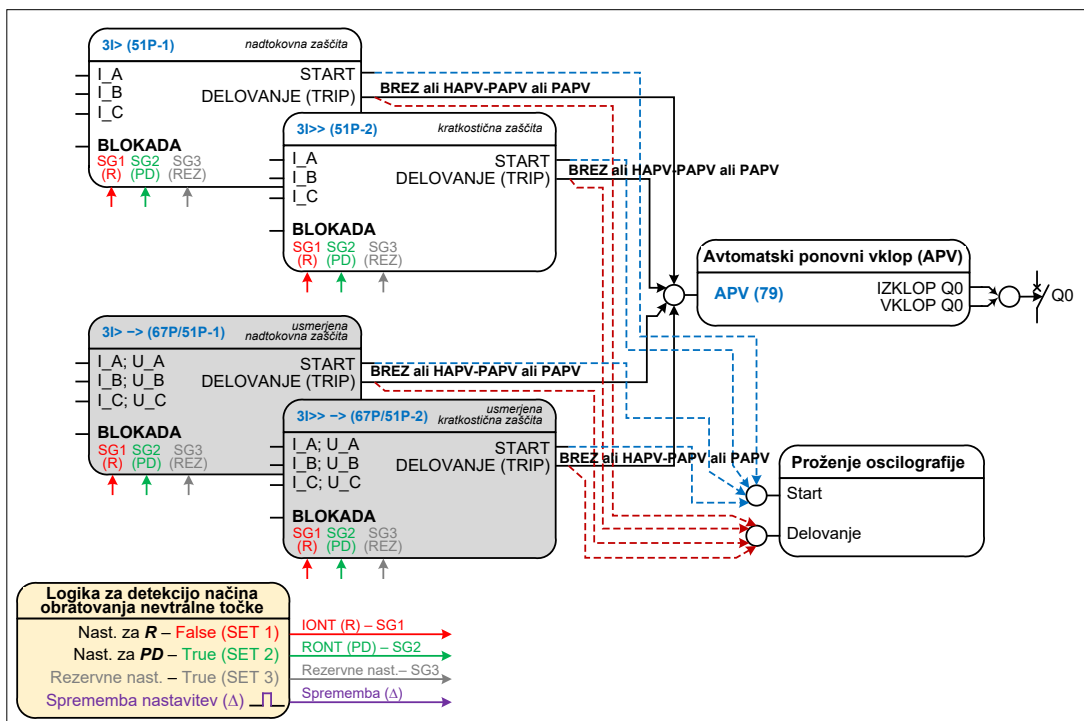 3I> (51P-1)
nadtokovna zaščita
I_A
I_B
I_C
START
DELOVANJE (TRIP)
BLOKADA
SG1 SG2 SG3
(R) (PD) (REZ)
BREZ ali HAPV-PAPV ali PAPV
3I>> (51P-2)
kratkostična zaščita
I_A
I_B
I_C
START
DELOVANJE (TRIP)
BLOKADA
SG1 SG2 SG3
(R) (PD) (REZ)
BREZ ali HAPV-PAPV ali PAPV
Avtomatski ponovni vklop (APV)
APV (79)
IZKLOP Q0
VKLOP Q0
Q0
3I> –> (67P/51P-1)
usmerjena
nadtokovna zaščita
I_A; U_A
I_B; U_B
I_C; U_C
START
DELOVANJE (TRIP)
BLOKADA
SG1 SG2 SG3
(R) (PD) (REZ)
BREZ ali HAPV-PAPV ali PAPV
3I>> –> (67P/51P-2)
usmerjena
kratkostična zaščita
I_A; U_A
I_B; U_B
I_C; U_C
START
DELOVANJE (TRIP)
BLOKADA
SG1 SG2 SG3
(R) (PD) (REZ)
BREZ ali HAPV-PAPV ali PAPV
Proženje oscilografije
Start
Delovanje
Logika za detekcijo načina
obratovanja nevtralne točke
Nast. za R – False (SET 1)
Nast. za PD – True (SET 2)
Rezervne nast. – True (SET 3)
Sprememba nastavitev (Δ)
IONT (R) – SG1
RONT (PD) – SG2
Rezervne nast.– SG3
Sprememba (Δ)